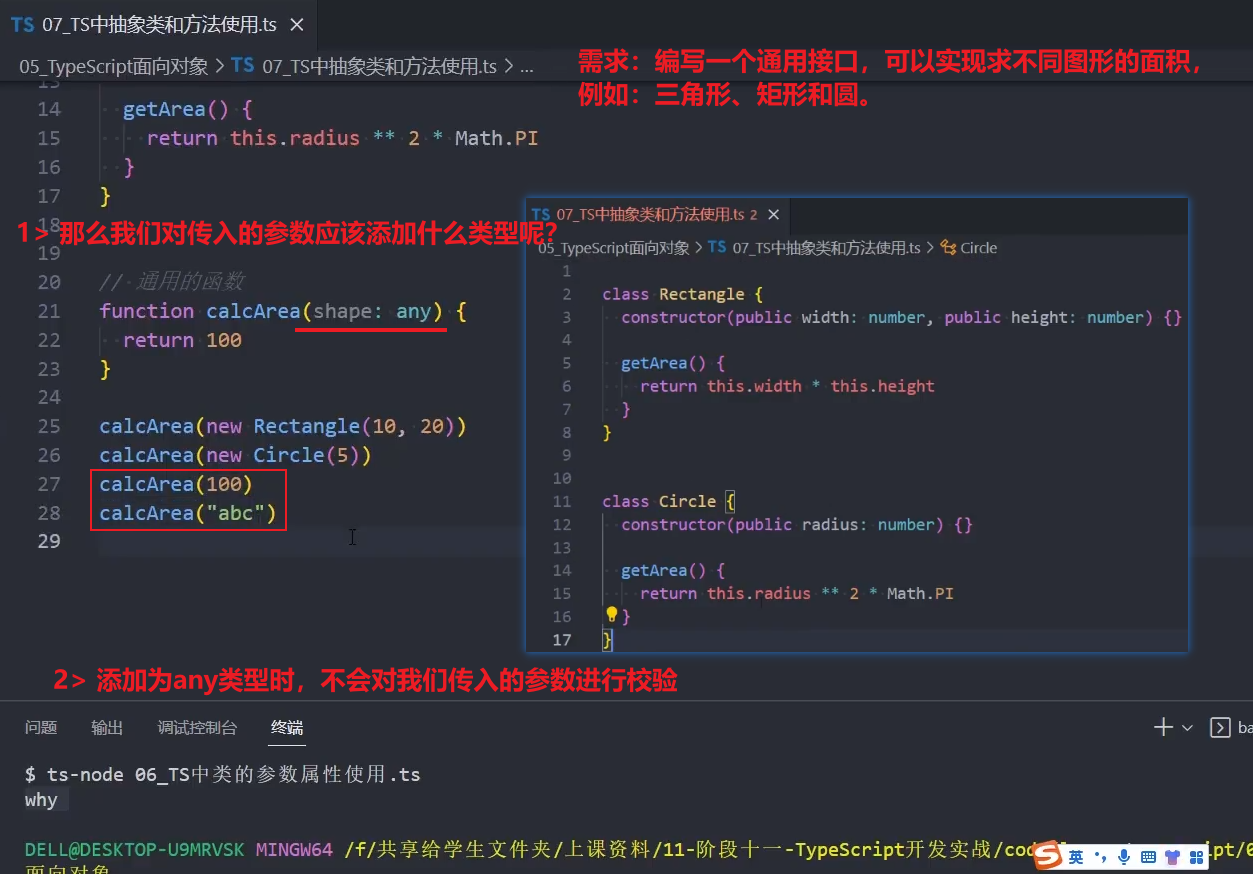 TS 07_TS中抽象类和方法使用.ts ×
05_TypeScript面向对象 > TS 07_TS中抽象类和方法使用.ts > ...
需求：编写一个通用接口，可以实现求不同图形的面积，
例如：三角形、矩形和圆。
13
14 getArea() {
15 return this.radius ** 2 * Math.PI
16 }
17 }
18
1> 那么我们对传入的参数应该添加什么类型呢？
19
20 // 通用的函数
21 function calcArea(shape: any) {
22 return 100
23 }
24
25 calcArea(new Rectangle(10, 20))
26 calcArea(new Circle(5))
27 calcArea(100)
28 calcArea("abc")
29
TS 07_TS中抽象类和方法使用.ts 2 ×
05_TypeScript面向对象 > TS 07_TS中抽象类和方法使用.ts > Circle
1
2 class Rectangle {
3 constructor(public width: number, public height: number) {}
4
5 getArea() {
6 return this.width * this.height
7 }
8 }
9
10
11 class Circle {
12 constructor(public radius: number) {}
13
14 getArea() {
15 return this.radius ** 2 * Math.PI
16 }
17 }
2> 添加为any类型时，不会对我们传入的参数进行校验
问题 输出 调试控制台 终端
$ ts-node 06_TS中类的参数属性使用.ts
why
DELL@DESKTOP-U9MRVSK MINGW64 /f/共享给学生文件夹/上课资料/11-阶段十一-TypeScript开发实战/co
面向对象
英